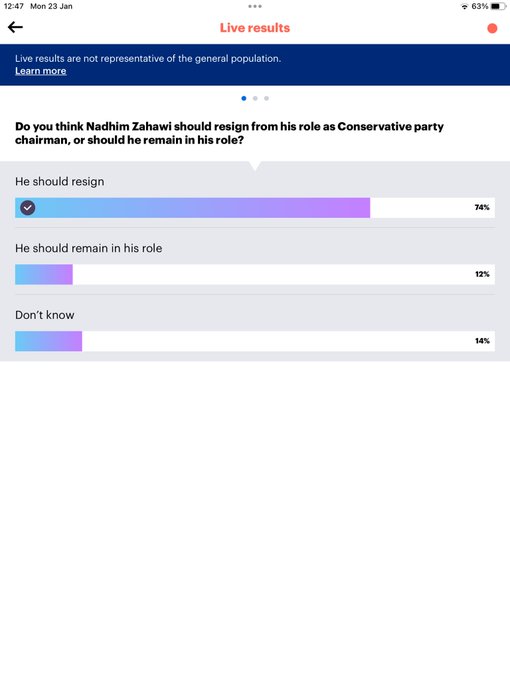 12:47 Mon 23 Jan
63%
Live results
Live results are not representative of the general population.
Learn more
Do you think Nadhim Zahawi should resign from his role as Conservative party
chairman, or should he remain in his role?
He should resign
74%
He should remain in his role
12%
Don’t know
14%